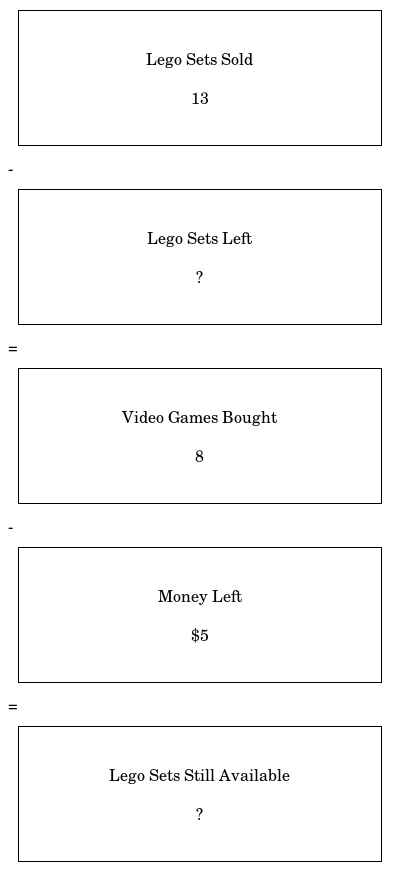 Lego Sets Sold
13
-
Lego Sets Left
?
=
Video Games Bought
8
-
Money Left
$5
=
Lego Sets Still Available
?